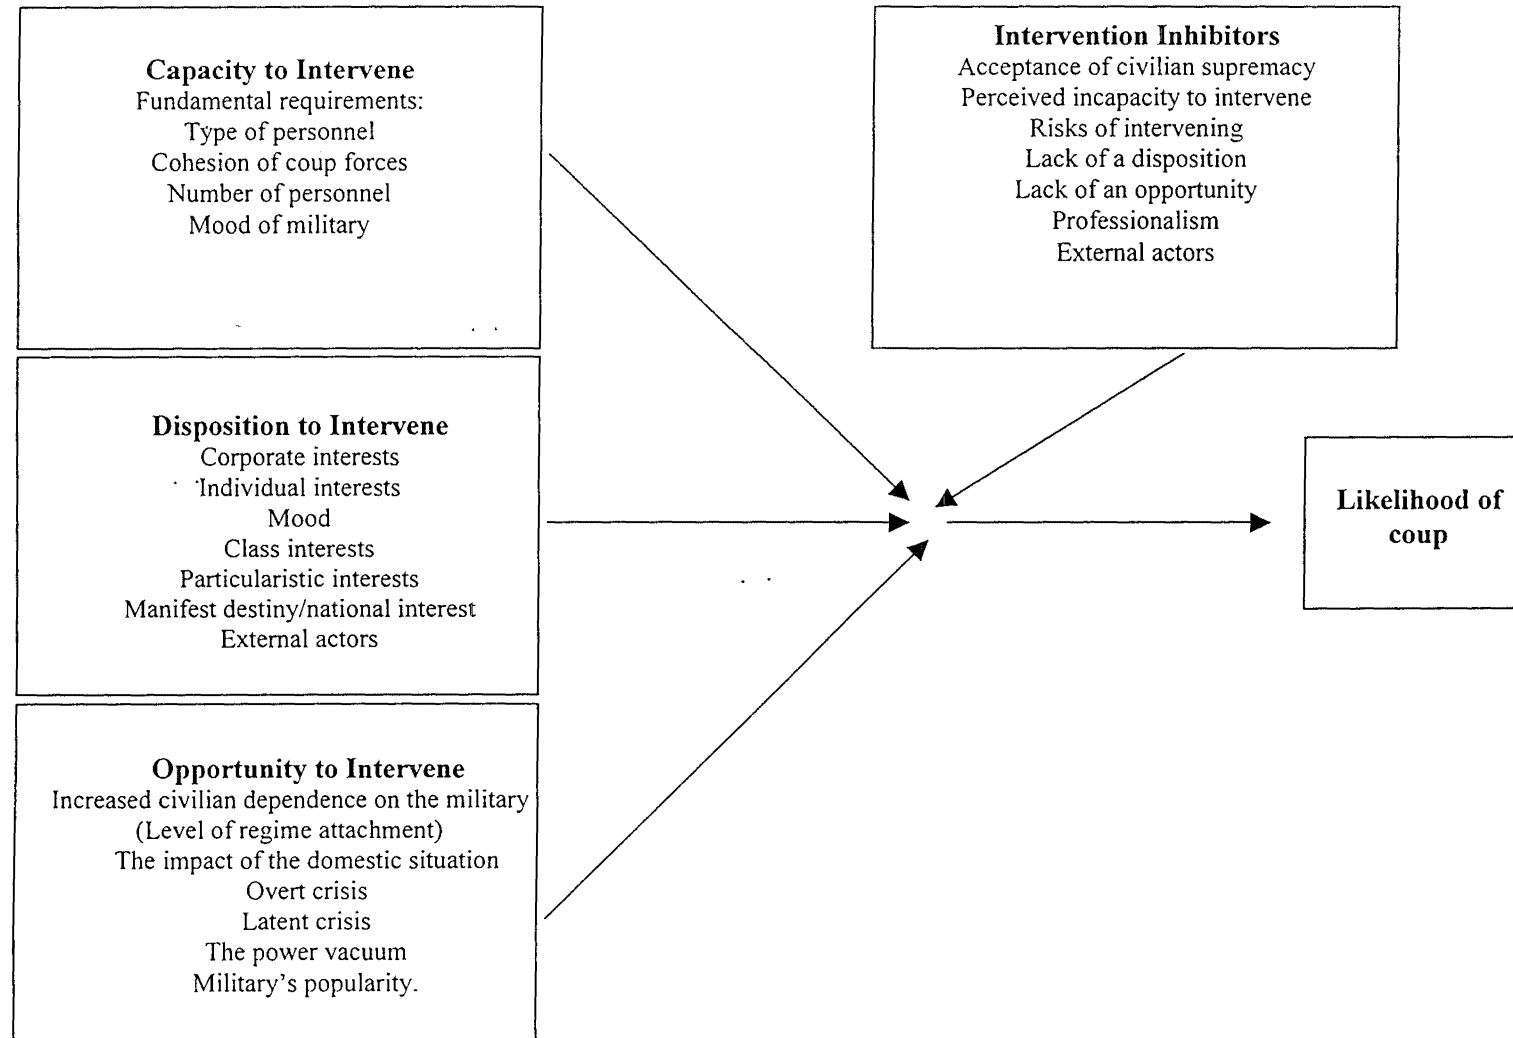 Capacity to Intervene
Fundamental requirements:
Type of personnel
Cohesion of coup forces
Number of personnel
Mood of military
Intervention Inhibitors
Acceptance of civilian supremacy
Perceived incapacity to intervene
Risks of intervening
Lack of a disposition
Lack of an opportunity
Professionalism
External actors
Disposition to Intervene
Corporate interests
Individual interests
Mood
Class interests
Particularistic interests
Manifest destiny/national interest
External actors
Likelihood of
coup
Opportunity to Intervene
Increased civilian dependence on the military
(Level of regime attachment)
The impact of the domestic situation
Overt crisis
Latent crisis
The power vacuum
Military's popularity.